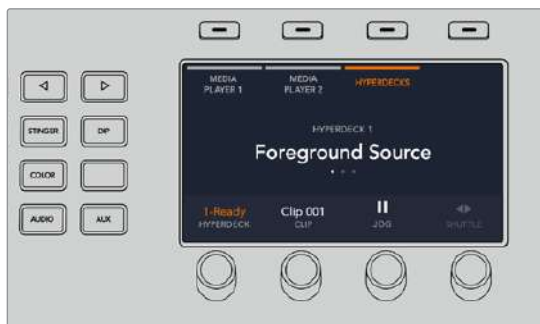 MEDIA PLAYER 1
MEDIA PLAYER 2
HYPERDECKS
HYPERDECK 1
Foreground Source
STINGER
DIP
COLOR
AUDIO
AUX
1-Ready
HYPERDECK
Clip 001
CLIP
JOG
SHUTTLE